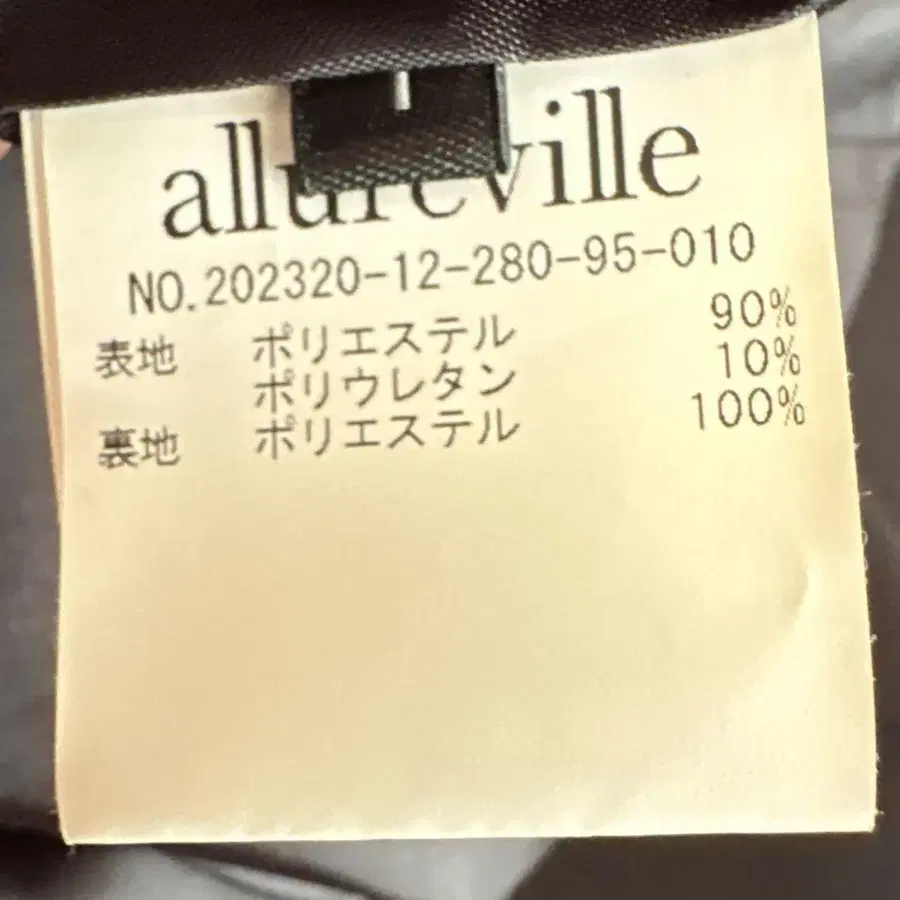 allureville
NO.202320-12-280-95-010
表地 ポリエステル 90%
ポリウレタン 10%
裏地 ポリエステル 100%